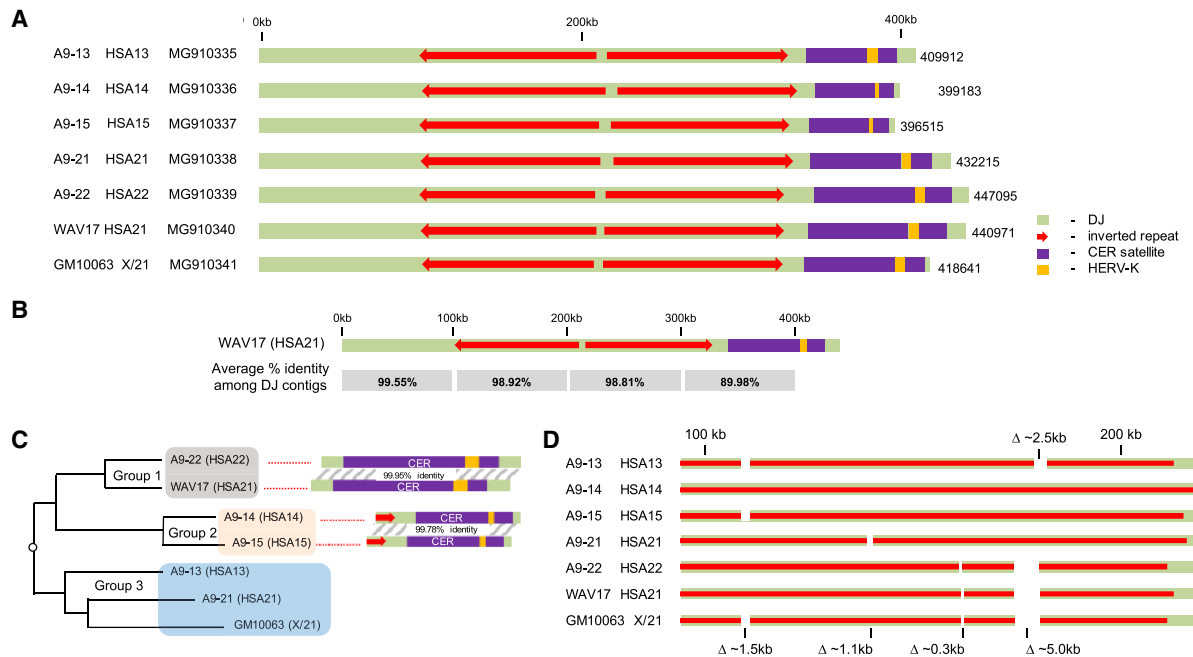 A
0kb 200kb 400kb
A9-13 HSA13 MG910335 409912
A9-14 HSA14 MG910336 399183
A9-15 HSA15 MG910337 396515
A9-21 HSA21 MG910338 432215
A9-22 HSA22 MG910339 447095
WAV17 HSA21 MG910340 440971
GM10063 X/21 MG910341 418641
- DJ
- inverted repeat
- CER satellite
- HERV-K
B
0kb 100kb 200kb 300kb 400kb
WAV17 (HSA21)
Average % identity
among DJ contigs
99.55% 98.92% 98.81% 89.98%
C
A9-22 (HSA22)
CER
Group 1
99.95% identity
WAV17 (HSA21)
CER
A9-14 (HSA14)
CER
Group 2
99.78% identity
A9-15 (HSA15)
CER
A9-13 (HSA13)
Group 3
A9-21 (HSA21)
GM10063 (X/21)
D
100 kb Δ ~2.5kb 200 kb
A9-13 HSA13
A9-14 HSA14
A9-15 HSA15
A9-21 HSA21
A9-22 HSA22
WAV17 HSA21
GM10063 X/21
Δ ~1.5kb Δ ~1.1kb Δ ~0.3kb Δ ~5.0kb